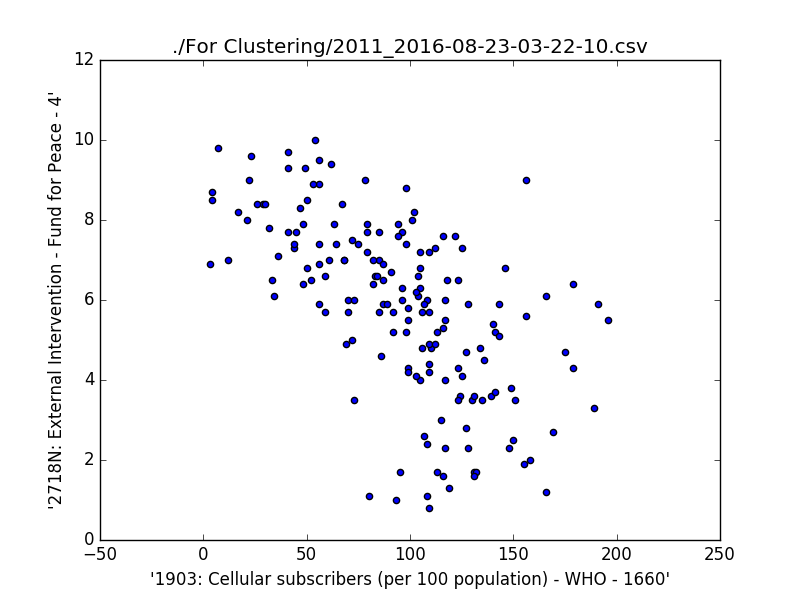 ./For Clustering/2011_2016-08-23-03-22-10.csv
'2718N: External Intervention - Fund for Peace - 4'
12
10
8
6
4
2
0
−50 0 50 100 150 200 250
'1903: Cellular subscribers (per 100 population) - WHO - 1660'